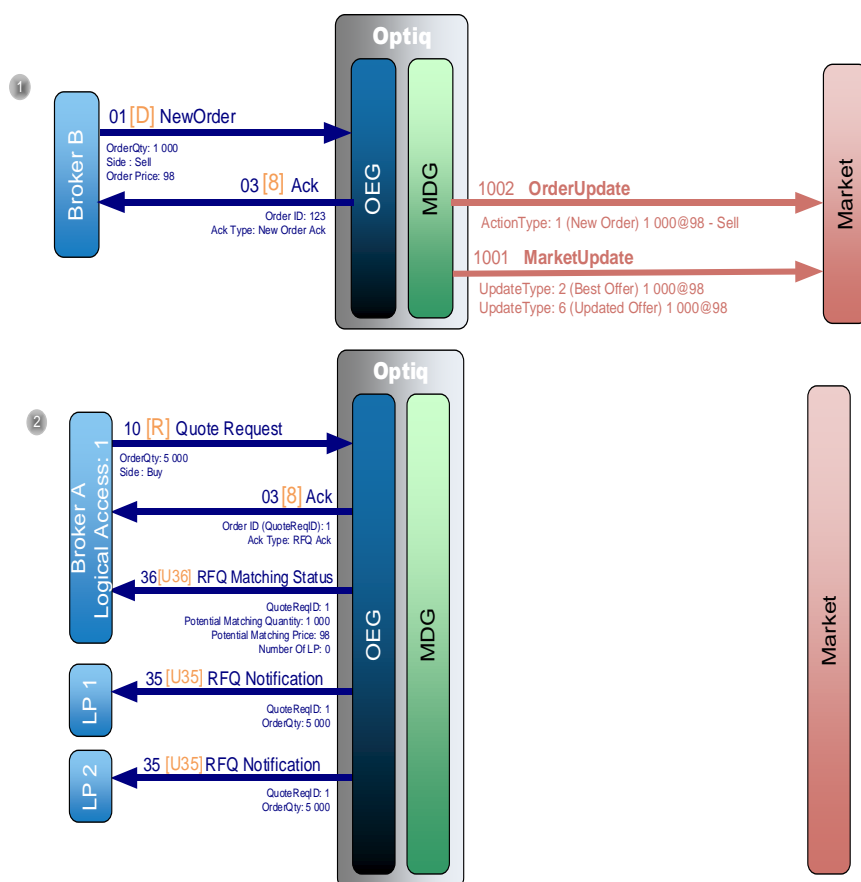 Optiq
1
01 [D] NewOrder
OrderQty: 1 000
Side : Sell
Order Price: 98
03 [8] Ack
Order ID: 123
Ack Type: New Order Ack
Broker B
OEG
MDG
1002 OrderUpdate
ActionType: 1 (New Order) 1 000@98 - Sell
1001 MarketUpdate
UpdateType: 2 (Best Offer) 1 000@98
UpdateType: 6 (Updated Offer) 1 000@98
Market
Optiq
2
10 [R] Quote Request
OrderQty: 5 000
Side : Buy
03 [8] Ack
Order ID (QuoteReqID): 1
Ack Type: RFQ Ack
36 [U36] RFQ Matching Status
QuoteReqID: 1
Potential Matching Quantity: 1 000
Potential Matching Price: 98
Number Of LP: 0
Broker A
Logical Access: 1
35 [U35] RFQ Notification
QuoteReqID: 1
OrderQty: 5 000
LP 1
35 [U35] RFQ Notification
QuoteReqID: 1
OrderQty: 5 000
LP 2
OEG
MDG
Market